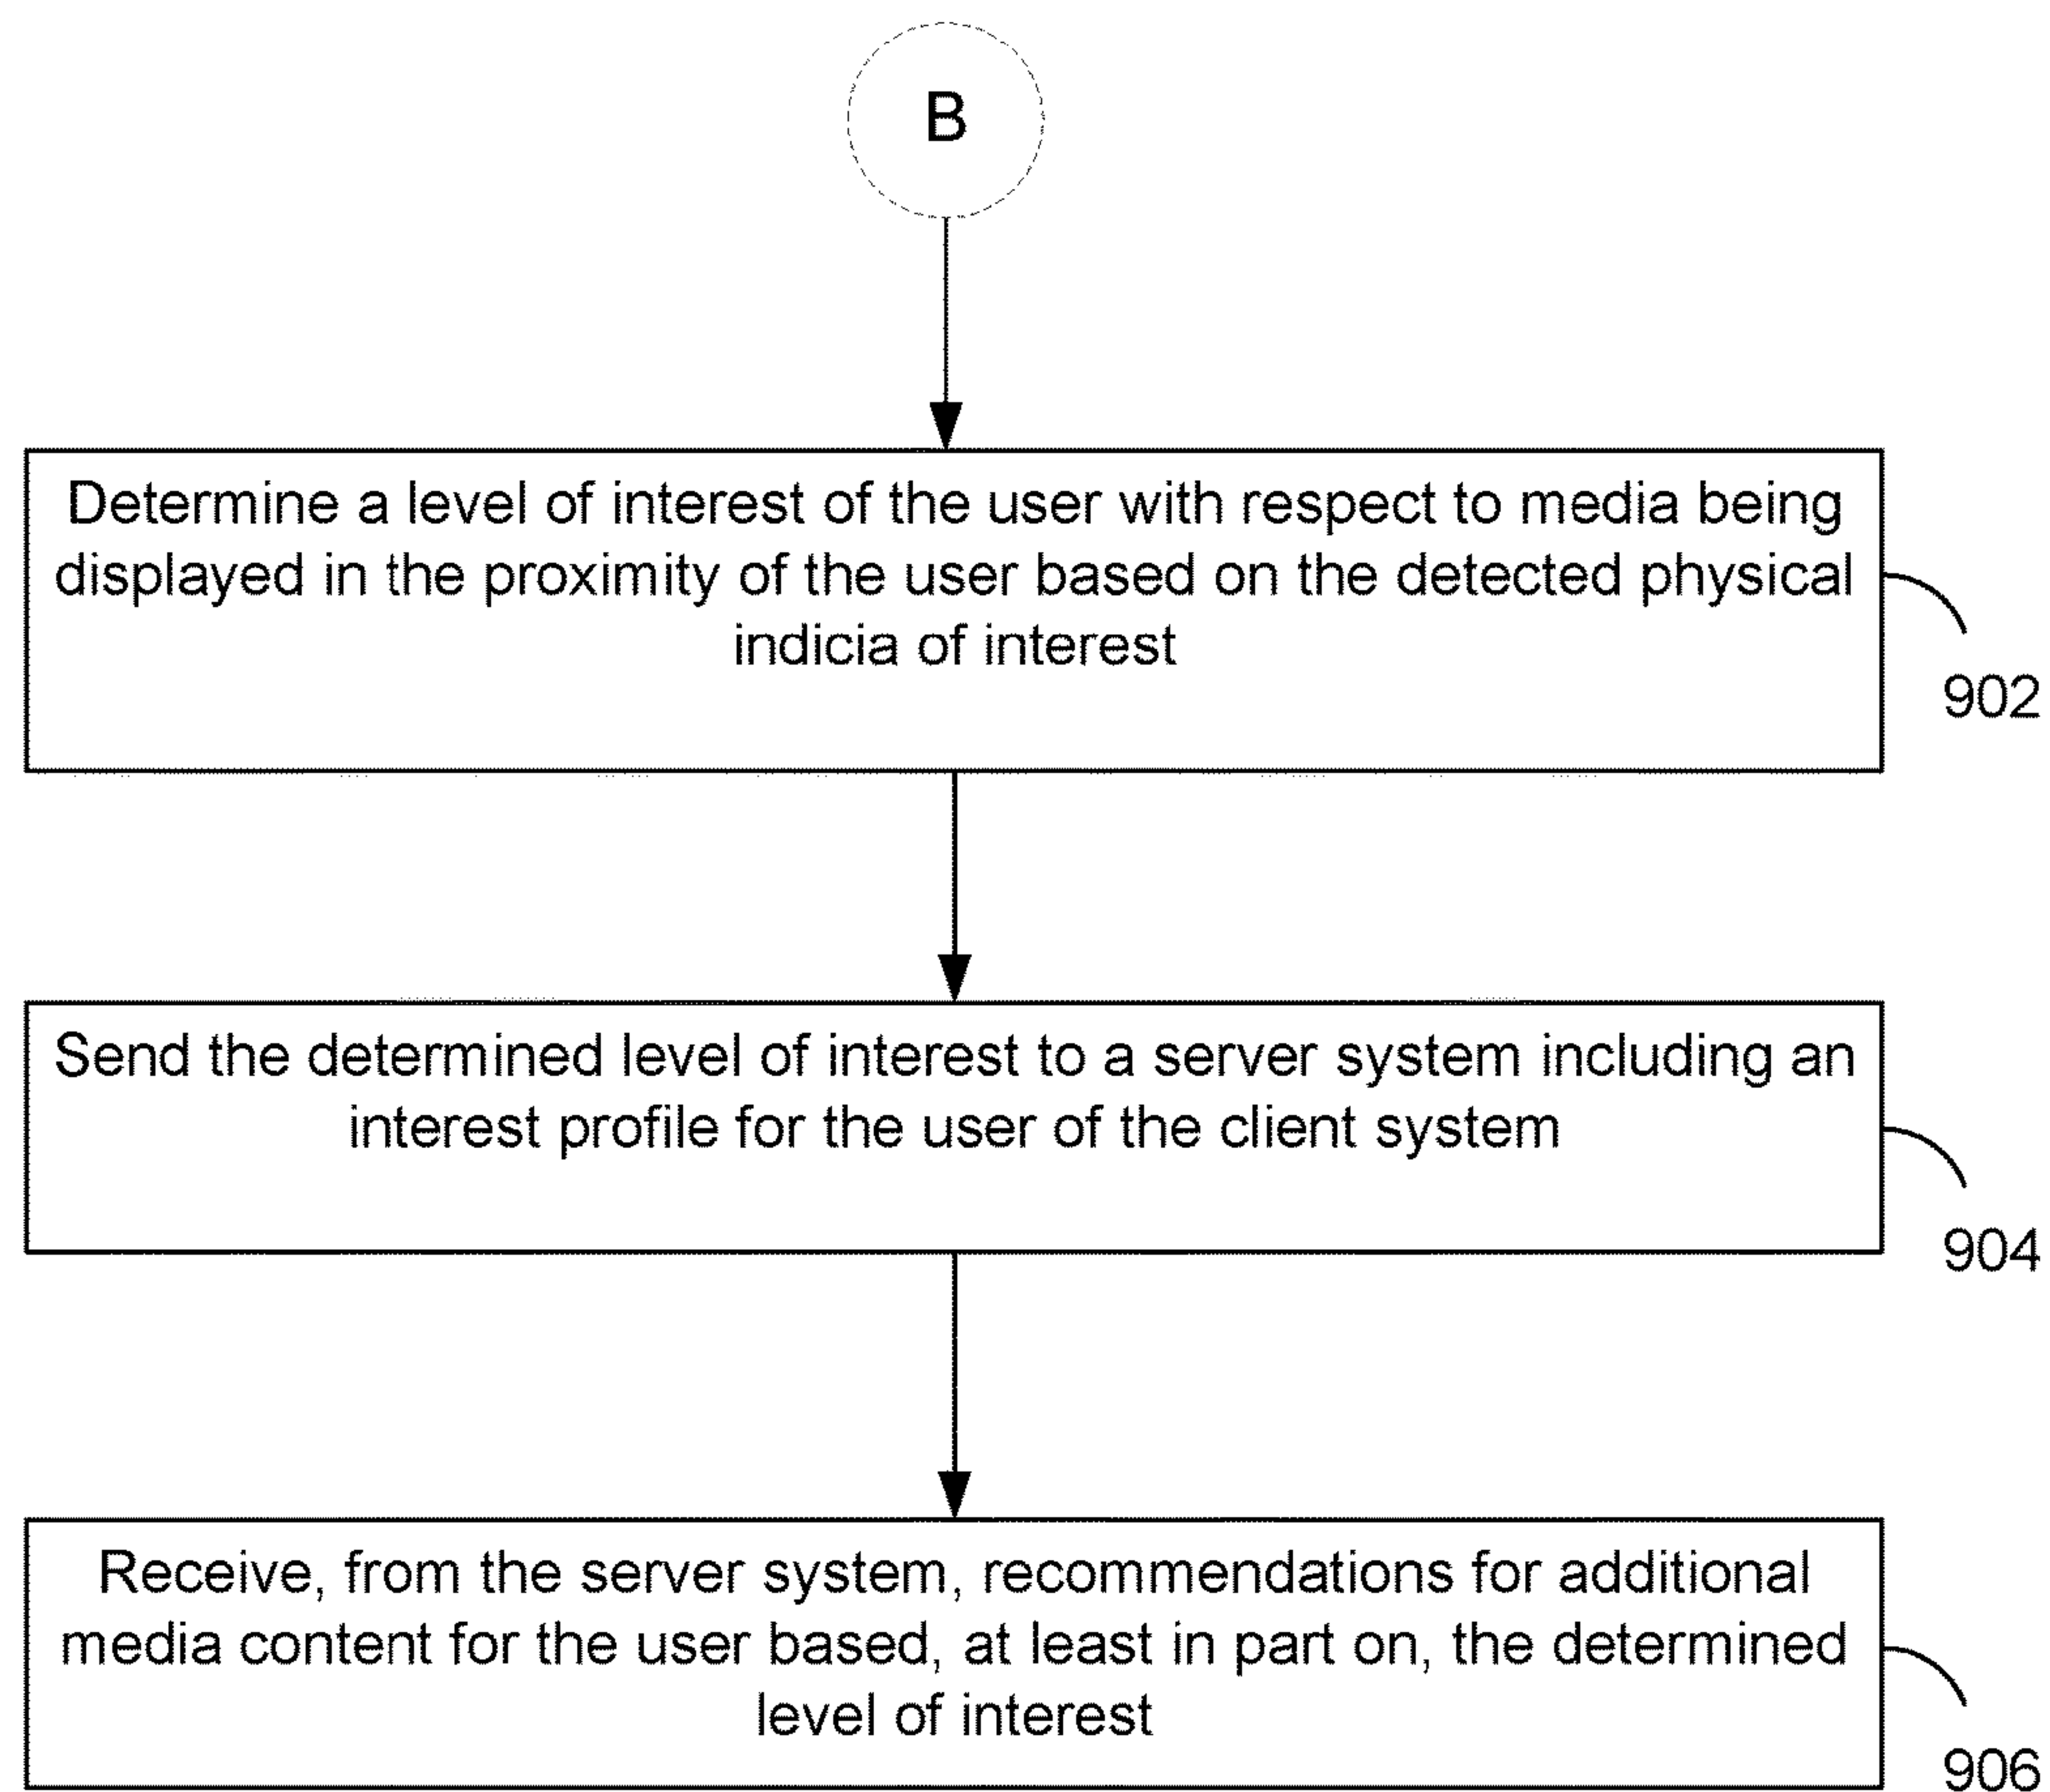 B
Determine a level of interest of the user with respect to media being
displayed in the proximity of the user based on the detected physical
indicia of interest
902
Send the determined level of interest to a server system including an
interest profile for the user of the client system
904
Receive, from the server system, recommendations for additional
media content for the user based, at least in part on, the determined
level of interest
906